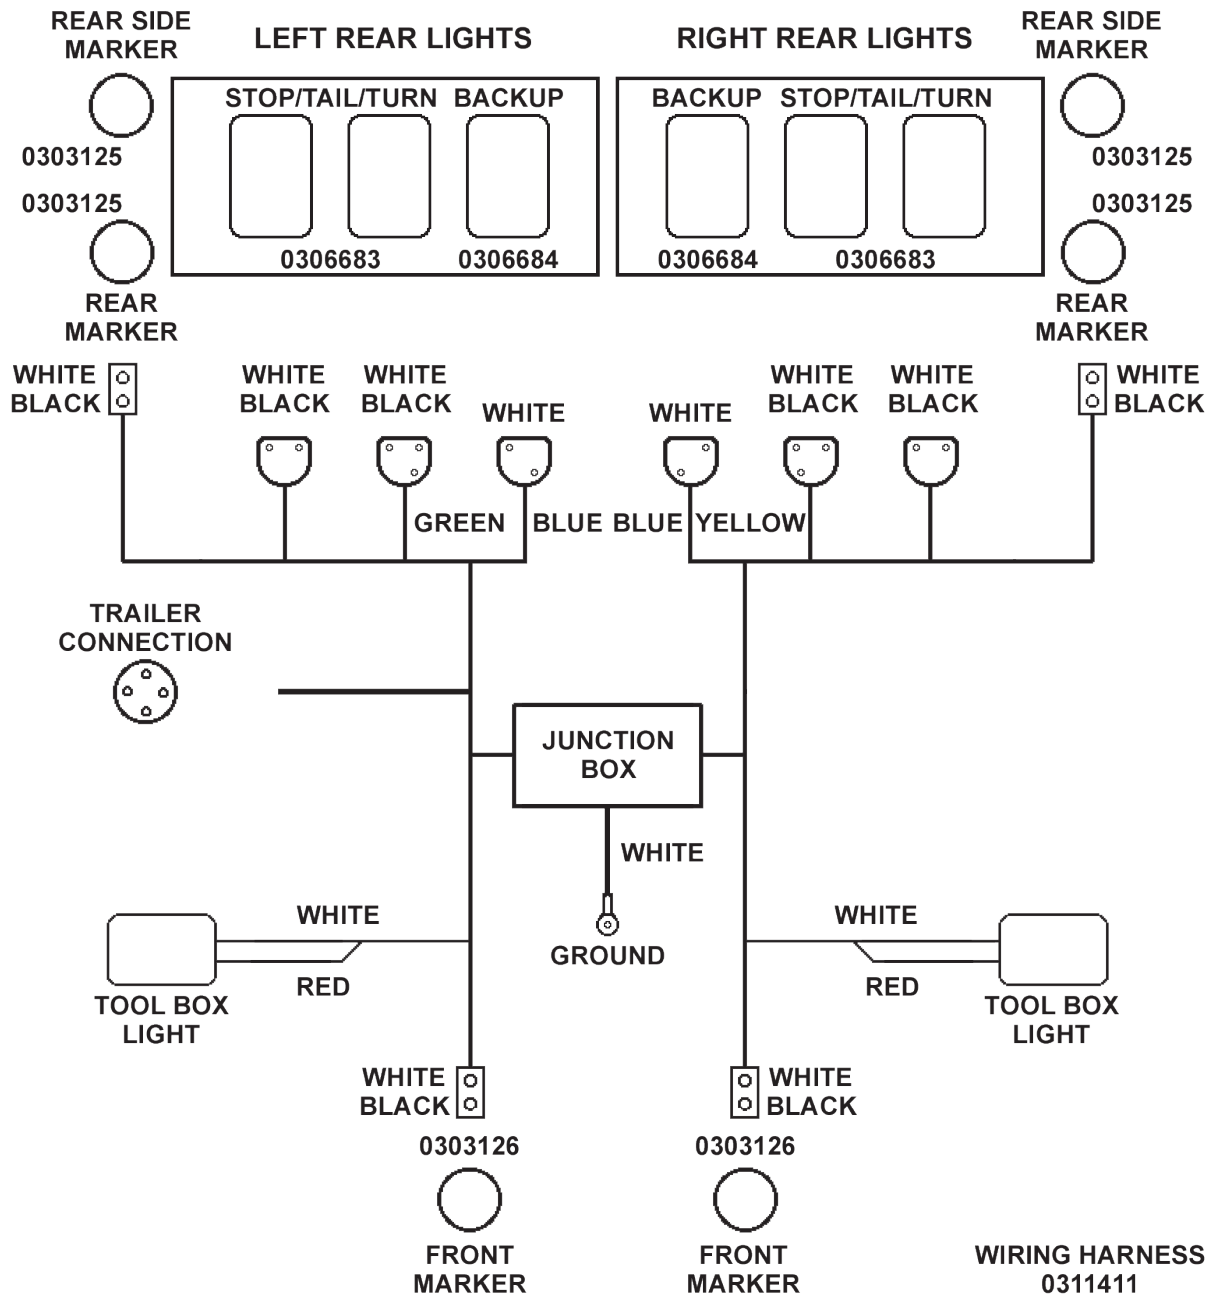 REAR SIDE
MARKER
LEFT REAR LIGHTS
RIGHT REAR LIGHTS
REAR SIDE
MARKER
STOP/TAIL/TURN BACKUP
BACKUP STOP/TAIL/TURN
0303125
0303125
0303125
0303125
0306683
0306684
0306684
0306683
REAR
MARKER
REAR
MARKER
WHITE
BLACK
WHITE
BLACK
WHITE
BLACK
WHITE
WHITE
WHITE
BLACK
WHITE
BLACK
WHITE
BLACK
GREEN
BLUE
BLUE
YELLOW
TRAILER
CONNECTION
JUNCTION
BOX
WHITE
GROUND
WHITE
RED
TOOL BOX
LIGHT
WHITE
RED
TOOL BOX
LIGHT
WHITE
BLACK
WHITE
BLACK
0303126
0303126
FRONT
MARKER
FRONT
MARKER
WIRING HARNESS
0311411